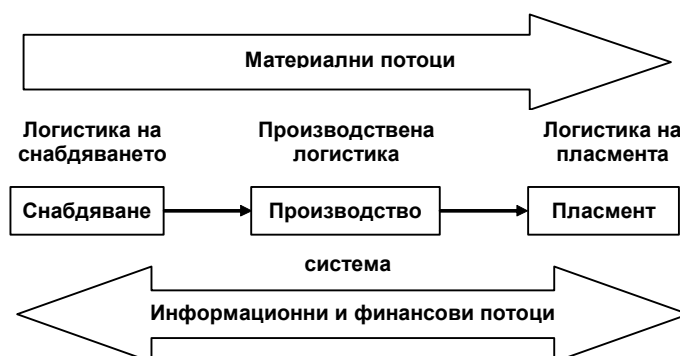 Материални потоци
Логистика на снабдяването
Производствена логистика
Логистика на пласмента
Снабдяване
Производство
Пласмент
система
Информационни и финансови потоци